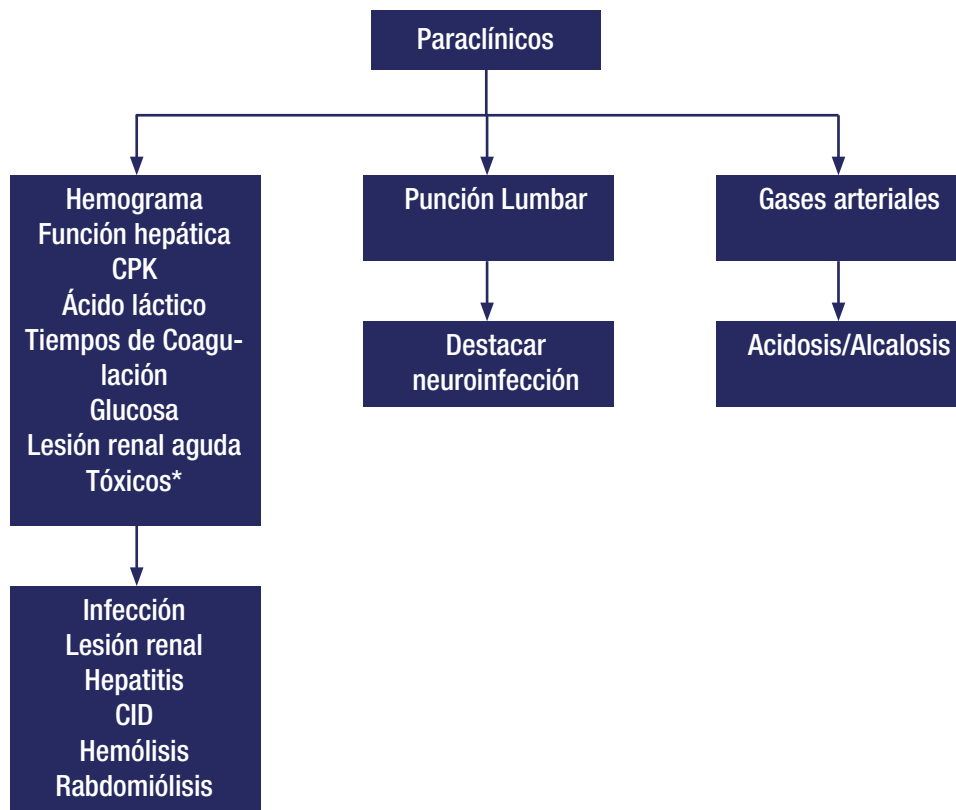 Paraclínicos
Hemograma
Función hepática
CPK
Ácido láctico
Tiempos de Coagu-
lación
Glucosa
Lesión renal aguda
Tóxicos*
Punción Lumbar
Gases arteriales
Destacar
neuroinfección
Acidosis/Alcalosis
Infección
Lesión renal
Hepatitis
CID
Hemólisis
Rabdomiólisis